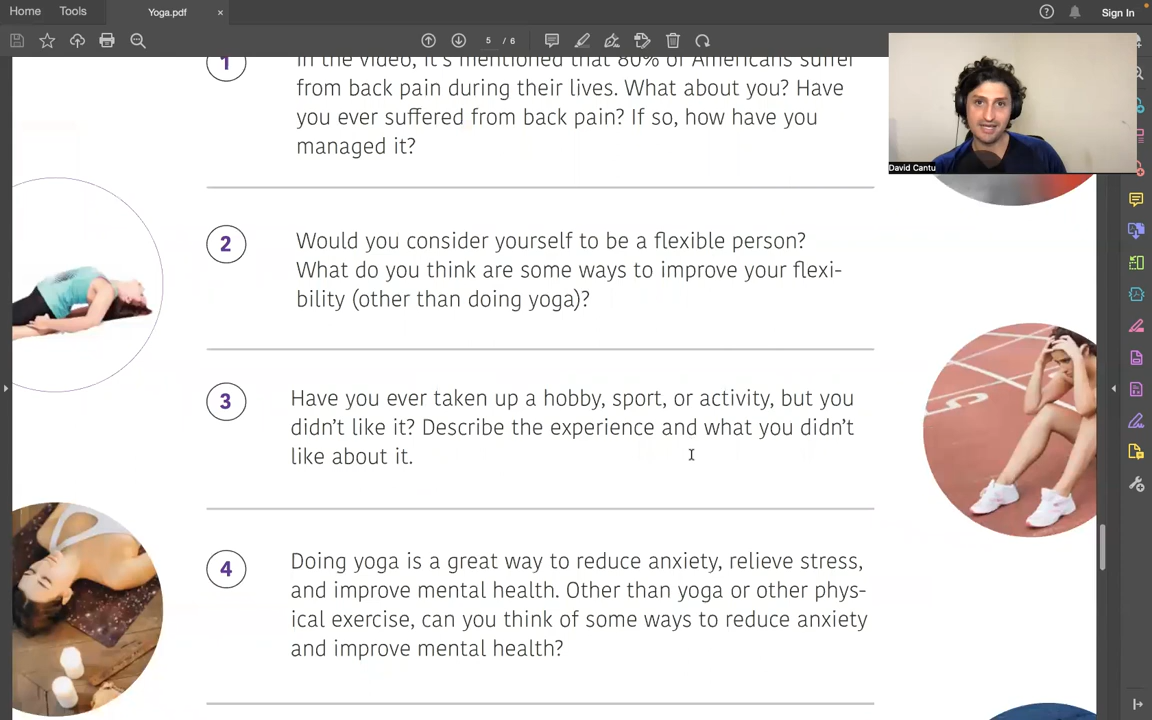 Home
Tools
Yoga.pdf
×
?
Sign In
5 / 6
1
In the video, it's mentioned that 80% of Americans suffer
from back pain during their lives. What about you? Have
you ever suffered from back pain? If so, how have you
managed it?
David Cantu
2
Would you consider yourself to be a flexible person?
What do you think are some ways to improve your flexi-
bility (other than doing yoga)?
3
Have you ever taken up a hobby, sport, or activity, but you
didn't like it? Describe the experience and what you didn't
like about it.
4
Doing yoga is a great way to reduce anxiety, relieve stress,
and improve mental health. Other than yoga or other phys-
ical exercise, can you think of some ways to reduce anxiety
and improve mental health?